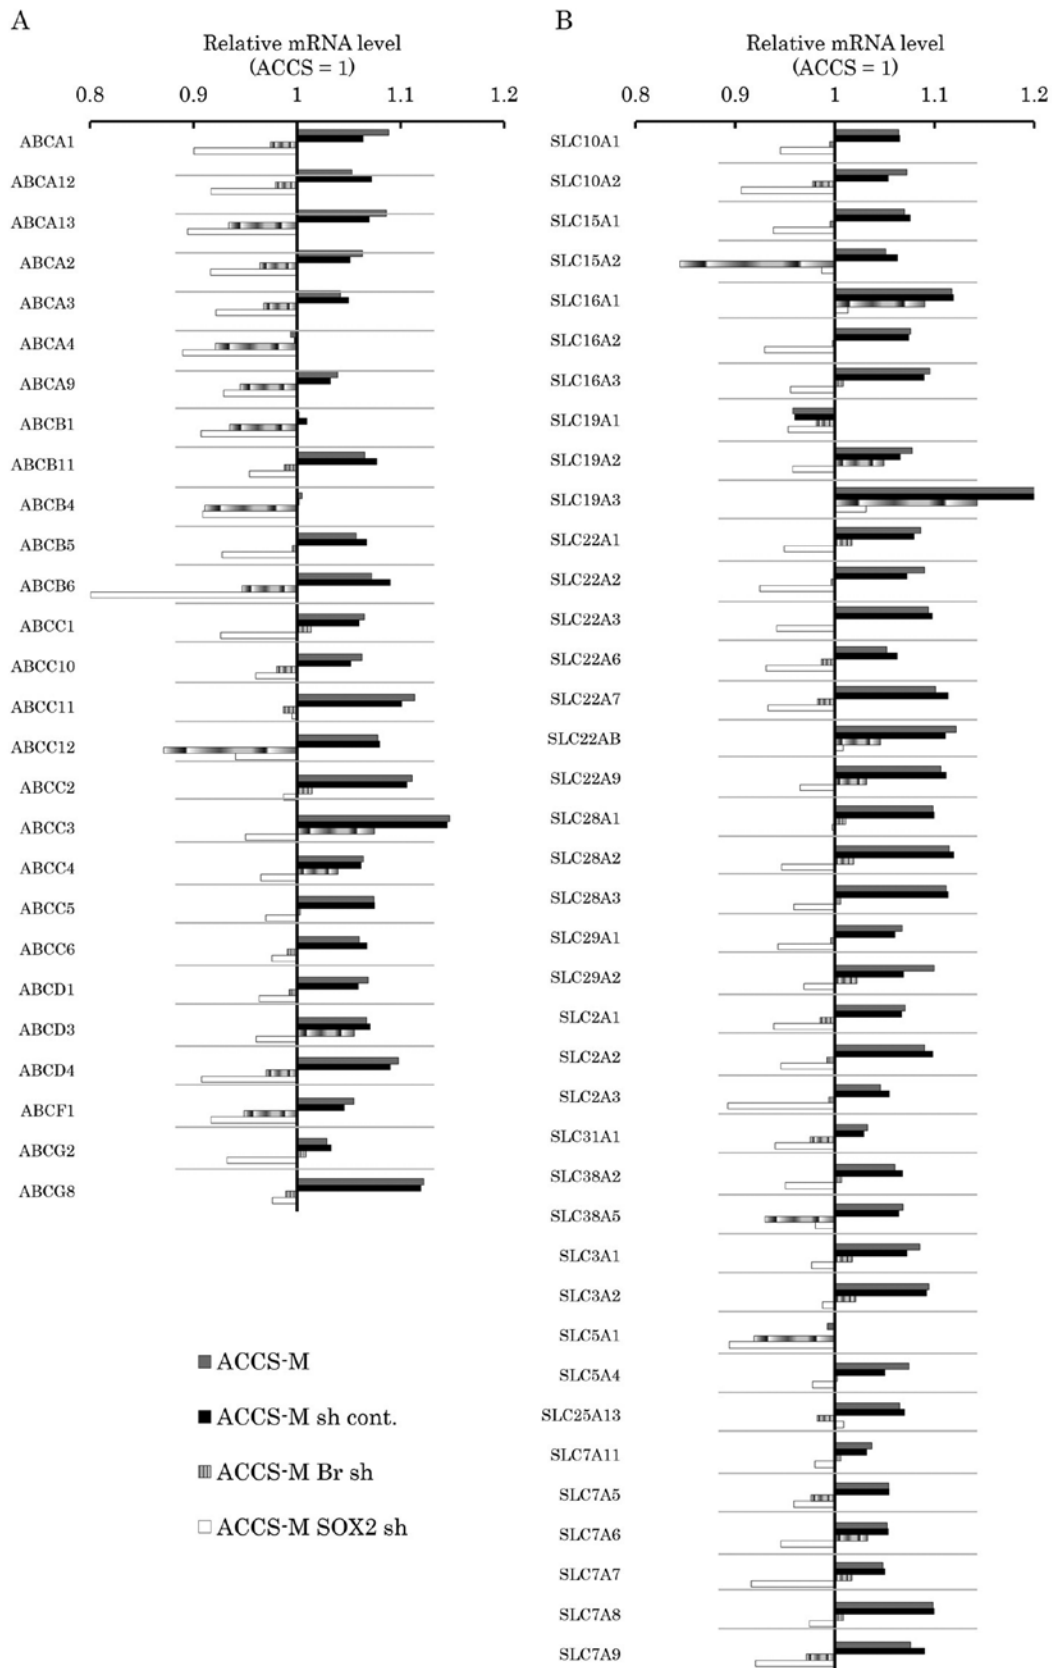 A
Relative mRNA level
(ACCS = 1)
0.8 0.9 1 1.1 1.2
ABCA1
ABCA12
ABCA13
ABCA2
ABCA3
ABCA4
ABCA9
ABCB1
ABCB11
ABCB4
ABCB5
ABCB6
ABCC1
ABCC10
ABCC11
ABCC12
ABCC2
ABCC3
ABCC4
ABCC5
ABCC6
ABCD1
ABCD3
ABCD4
ABCF1
ABCG2
ABCG8
ACCS-M
ACCS-M sh cont.
ACCS-M Br sh
ACCS-M SOX2 sh
B
Relative mRNA level
(ACCS = 1)
0.8 0.9 1 1.1 1.2
SLC10A1
SLC10A2
SLC15A1
SLC15A2
SLC16A1
SLC16A2
SLC16A3
SLC19A1
SLC19A2
SLC19A3
SLC22A1
SLC22A2
SLC22A3
SLC22A6
SLC22A7
SLC22AB
SLC22A9
SLC28A1
SLC28A2
SLC28A3
SLC29A1
SLC29A2
SLC2A1
SLC2A2
SLC2A3
SLC31A1
SLC38A2
SLC38A5
SLC3A1
SLC3A2
SLC5A1
SLC5A4
SLC25A13
SLC7A11
SLC7A5
SLC7A6
SLC7A7
SLC7A8
SLC7A9